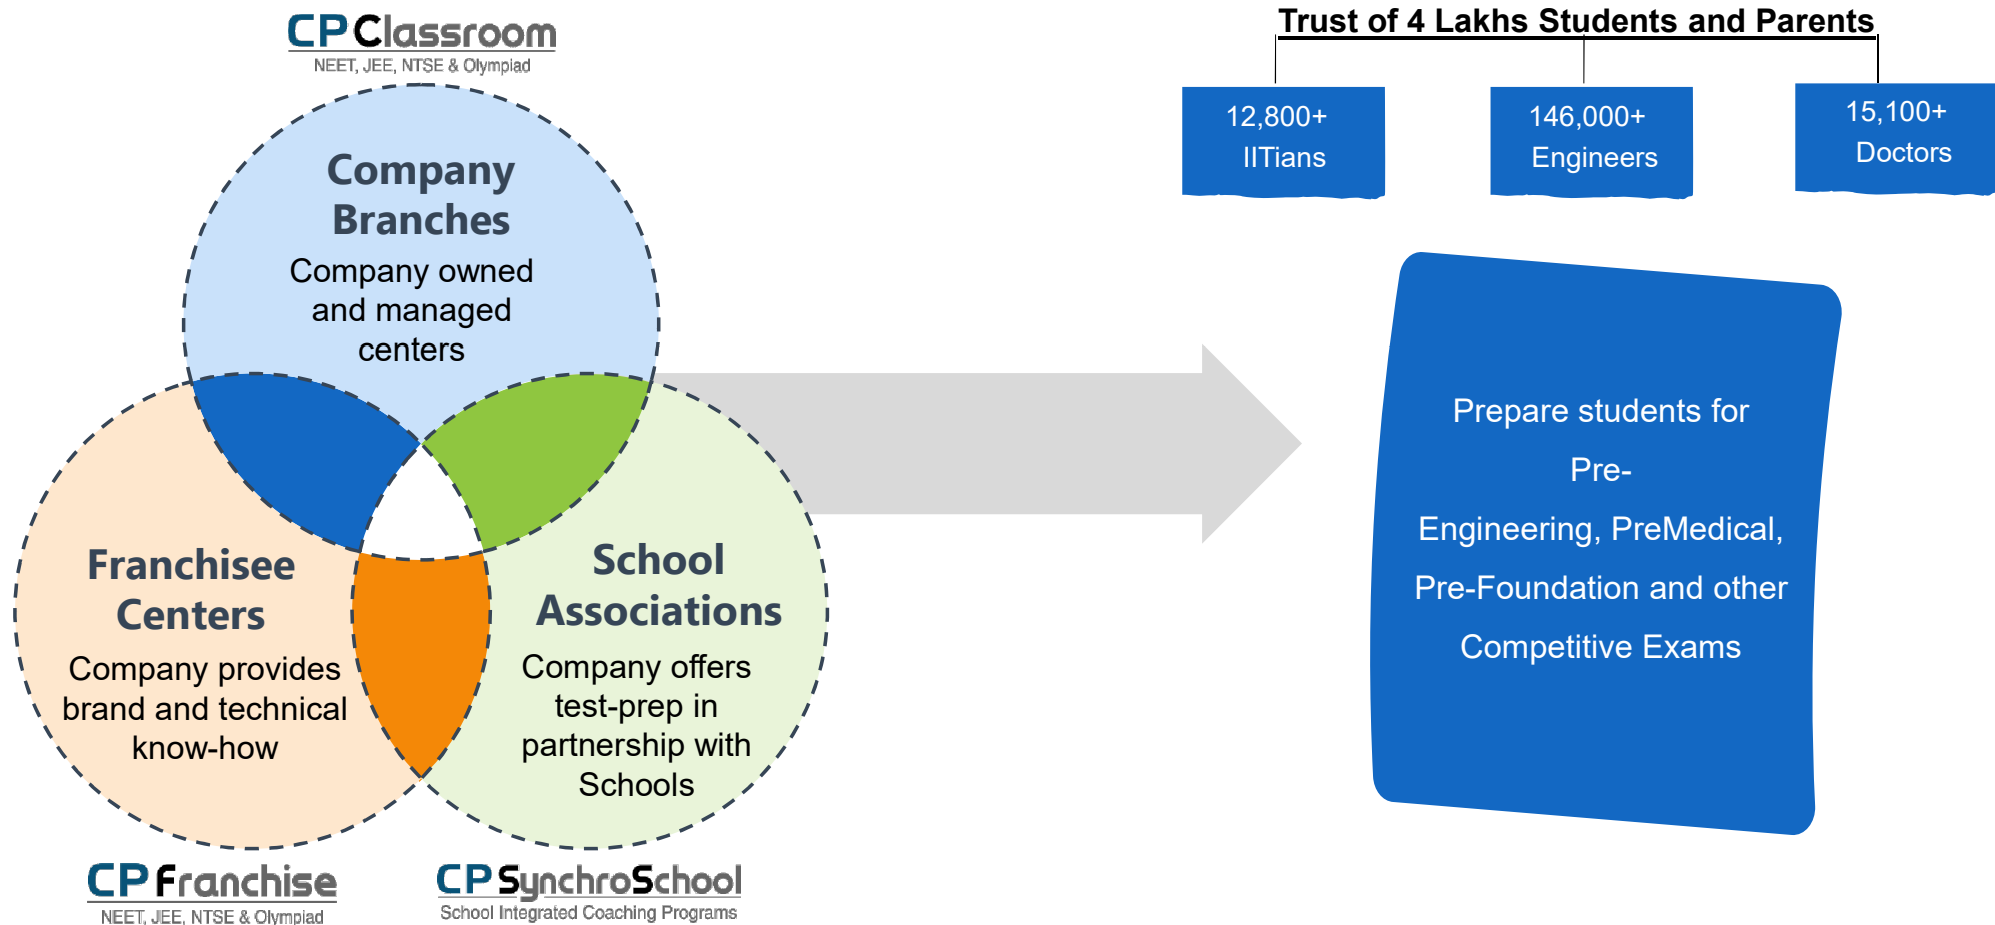 CP Classroom
NEET, JEE, NTSE & Olympiad
Company
Branches
Company owned
and managed
centers
Franchisee
Centers
Company provides
brand and technical
know-how
School
Associations
Company offers
test-prep in
partnership with
Schools
CP Franchise
NEET, JEE, NTSE & Olympiad
CP SynchroSchool
School Integrated Coaching Programs
Trust of 4 Lakhs Students and Parents
12,800+
IITians
146,000+
Engineers
15,100+
Doctors
Prepare students for
Pre-
Engineering, PreMedical,
Pre-Foundation and other
Competitive Exams